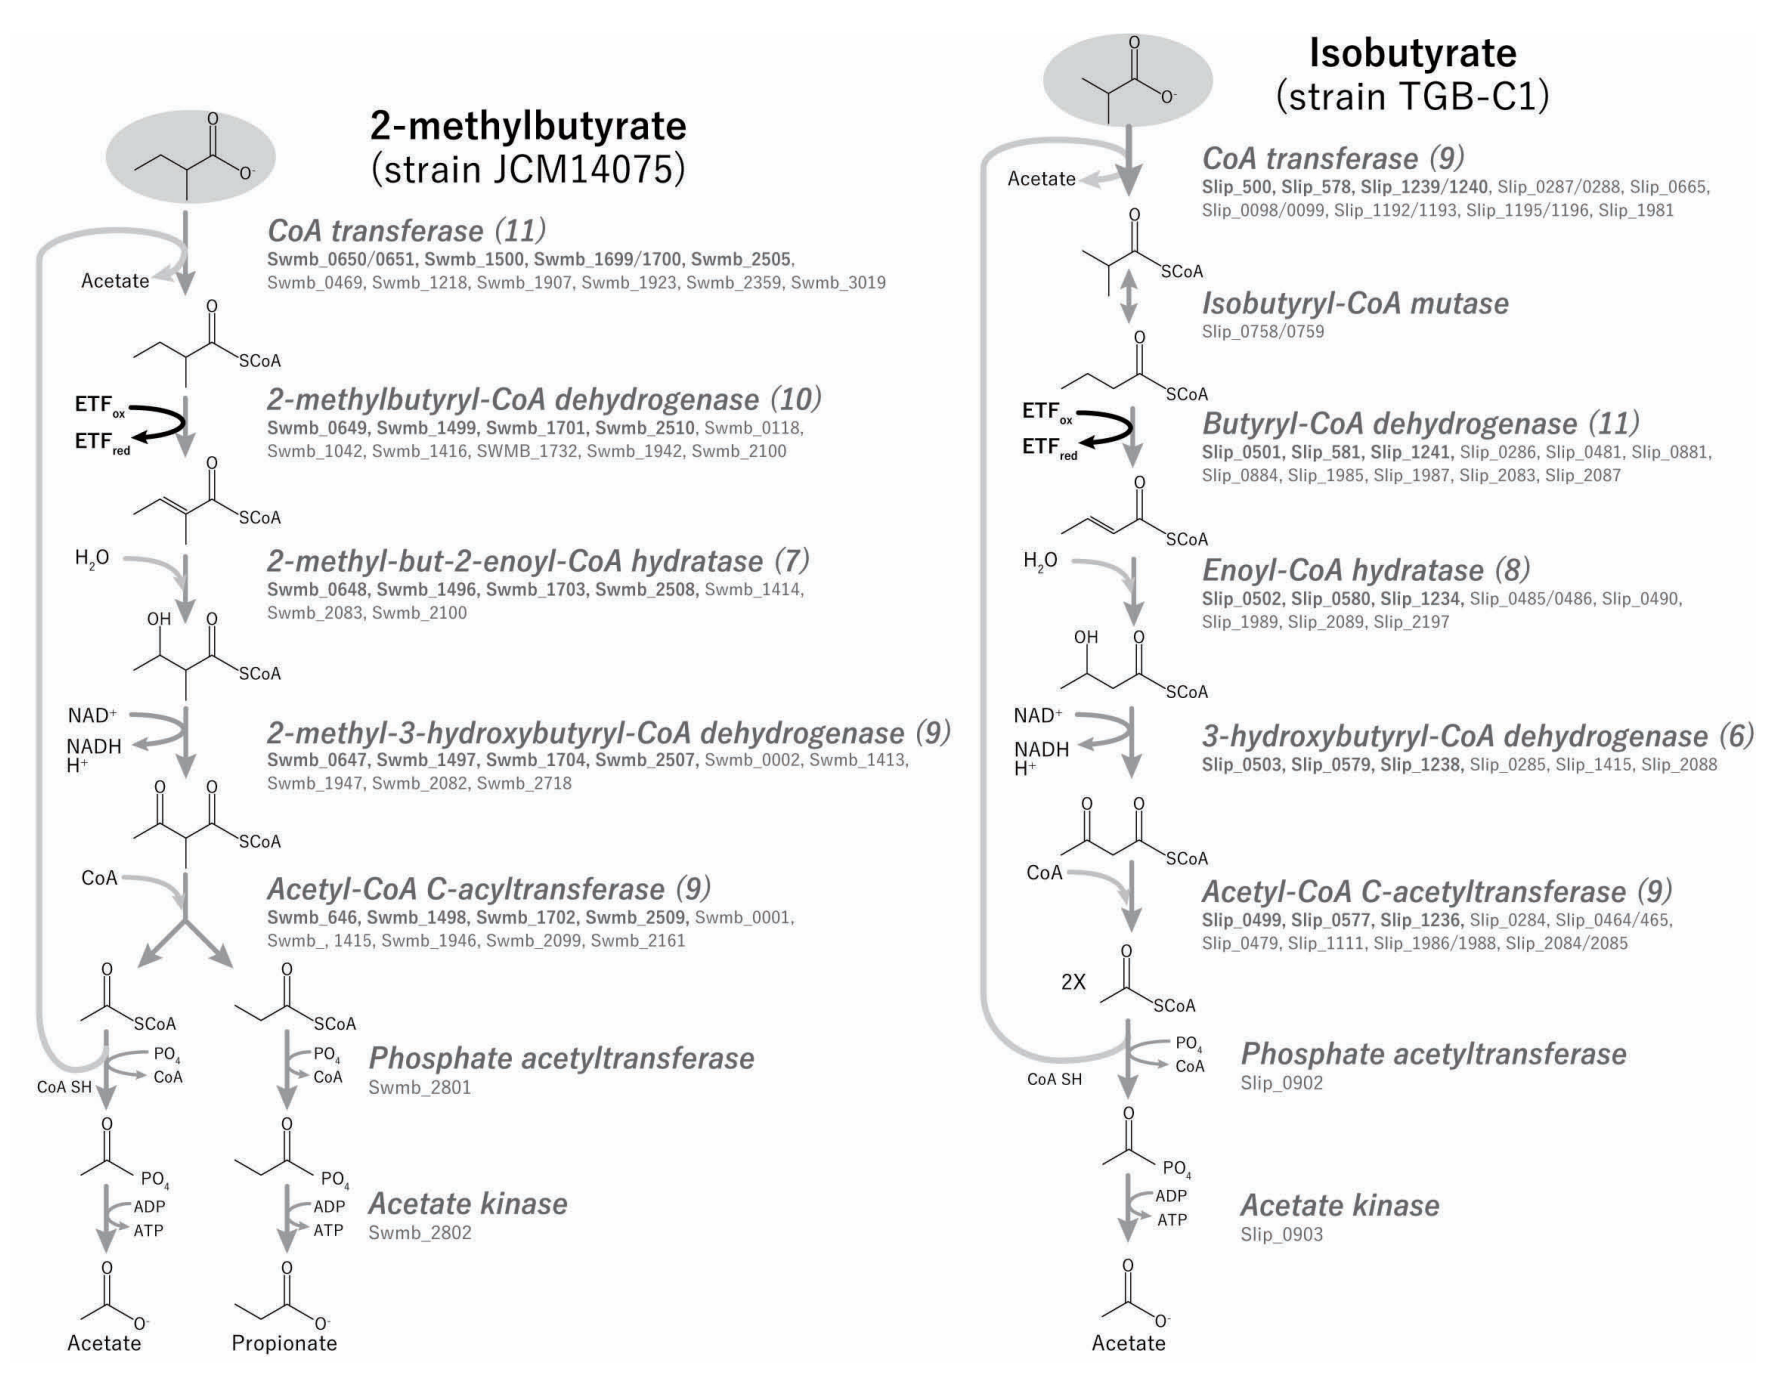 2-methylbutyrate
(strain JCM14075)
O
O-
CoA transferase (11)
Swmb_0650/0651, Swmb_1500, Swmb_1699/1700, Swmb_2505,
Swmb_0469, Swmb_1218, Swmb_1907, Swmb_1923, Swmb_2359, Swmb_3019
Acetate
O
SCoA
ETFox
ETFred
2-methylbutyryl-CoA dehydrogenase (10)
Swmb_0649, Swmb_1499, Swmb_1701, Swmb_2510, Swmb_0118,
Swmb_1042, Swmb_1416, SWMB_1732, Swmb_1942, Swmb_2100
O
SCoA
H2O
2-methyl-but-2-enoyl-CoA hydratase (7)
Swmb_0648, Swmb_1496, Swmb_1703, Swmb_2508, Swmb_1414,
Swmb_2083, Swmb_2100
OH O
SCoA
NAD+
NADH
H+
2-methyl-3-hydroxybutyryl-CoA dehydrogenase (9)
Swmb_0647, Swmb_1497, Swmb_1704, Swmb_2507, Swmb_0002, Swmb_1413,
Swmb_1947, Swmb_2082, Swmb_2718
O O
SCoA
CoA
Acetyl-CoA C-acyltransferase (9)
Swmb_646, Swmb_1498, Swmb_1702, Swmb_2509, Swmb_0001,
Swmb_, 1415, Swmb_1946, Swmb_2099, Swmb_2161
O O
SCoA SCoA
PO4 PO4
CoA CoA
CoA SH
Phosphate acetyltransferase
Swmb_2801
O O
PO4 PO4
ADP ADP
ATP ATP
Acetate kinase
Swmb_2802
O O
O- O-
Acetate Propionate
Isobutyrate
(strain TGB-C1)
O
O-
CoA transferase (9)
Slip_500, Slip_578, Slip_1239/1240, Slip_0287/0288, Slip_0665,
Slip_0098/0099, Slip_1192/1193, Slip_1195/1196, Slip_1981
Acetate
O
SCoA
Isobutyryl-CoA mutase
Slip_0758/0759
O
SCoA
ETFox
ETFred
Butyryl-CoA dehydrogenase (11)
Slip_0501, Slip_581, Slip_1241, Slip_0286, Slip_0481, Slip_0881,
Slip_0884, Slip_1985, Slip_1987, Slip_2083, Slip_2087
O
SCoA
H2O
Enoyl-CoA hydratase (8)
Slip_0502, Slip_0580, Slip_1234, Slip_0485/0486, Slip_0490,
Slip_1989, Slip_2089, Slip_2197
OH O
SCoA
NAD+
NADH
H+
3-hydroxybutyryl-CoA dehydrogenase (6)
Slip_0503, Slip_0579, Slip_1238, Slip_0285, Slip_1415, Slip_2088
O O
SCoA
CoA
Acetyl-CoA C-acetyltransferase (9)
Slip_0499, Slip_0577, Slip_1236, Slip_0284, Slip_0464/465,
Slip_0479, Slip_1111, Slip_1986/1988, Slip_2084/2085
O
2X
SCoA
PO4
CoA
CoA SH
Phosphate acetyltransferase
Slip_0902
O
PO4
ADP
ATP
Acetate kinase
Slip_0903
O
O-
Acetate